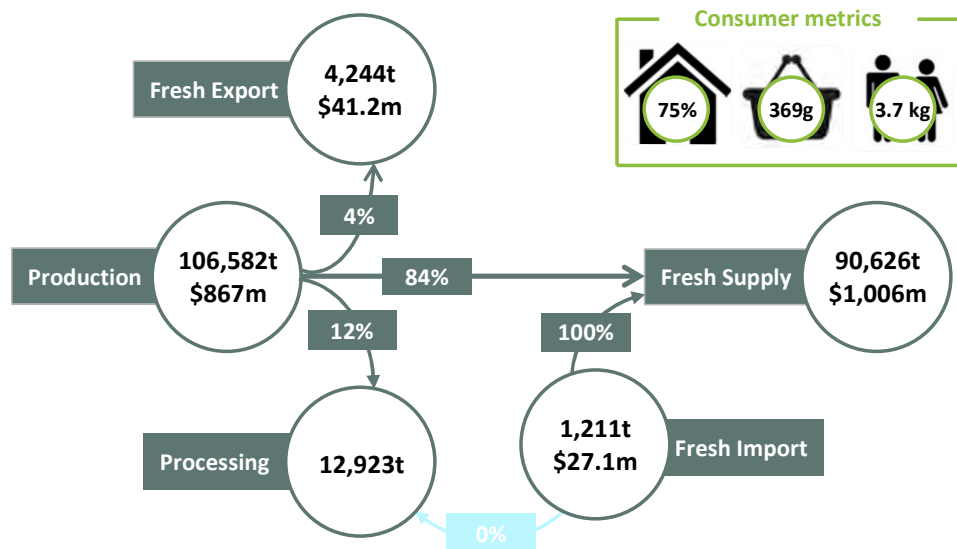 Consumer metrics
75%
369g
3.7 kg
Fresh Export
4,244t
$41.2m
4%
Production
106,582t
$867m
84%
Fresh Supply
90,626t
$1,006m
12%
100%
Processing
12,923t
1,211t
$27.1m
Fresh Import
0%